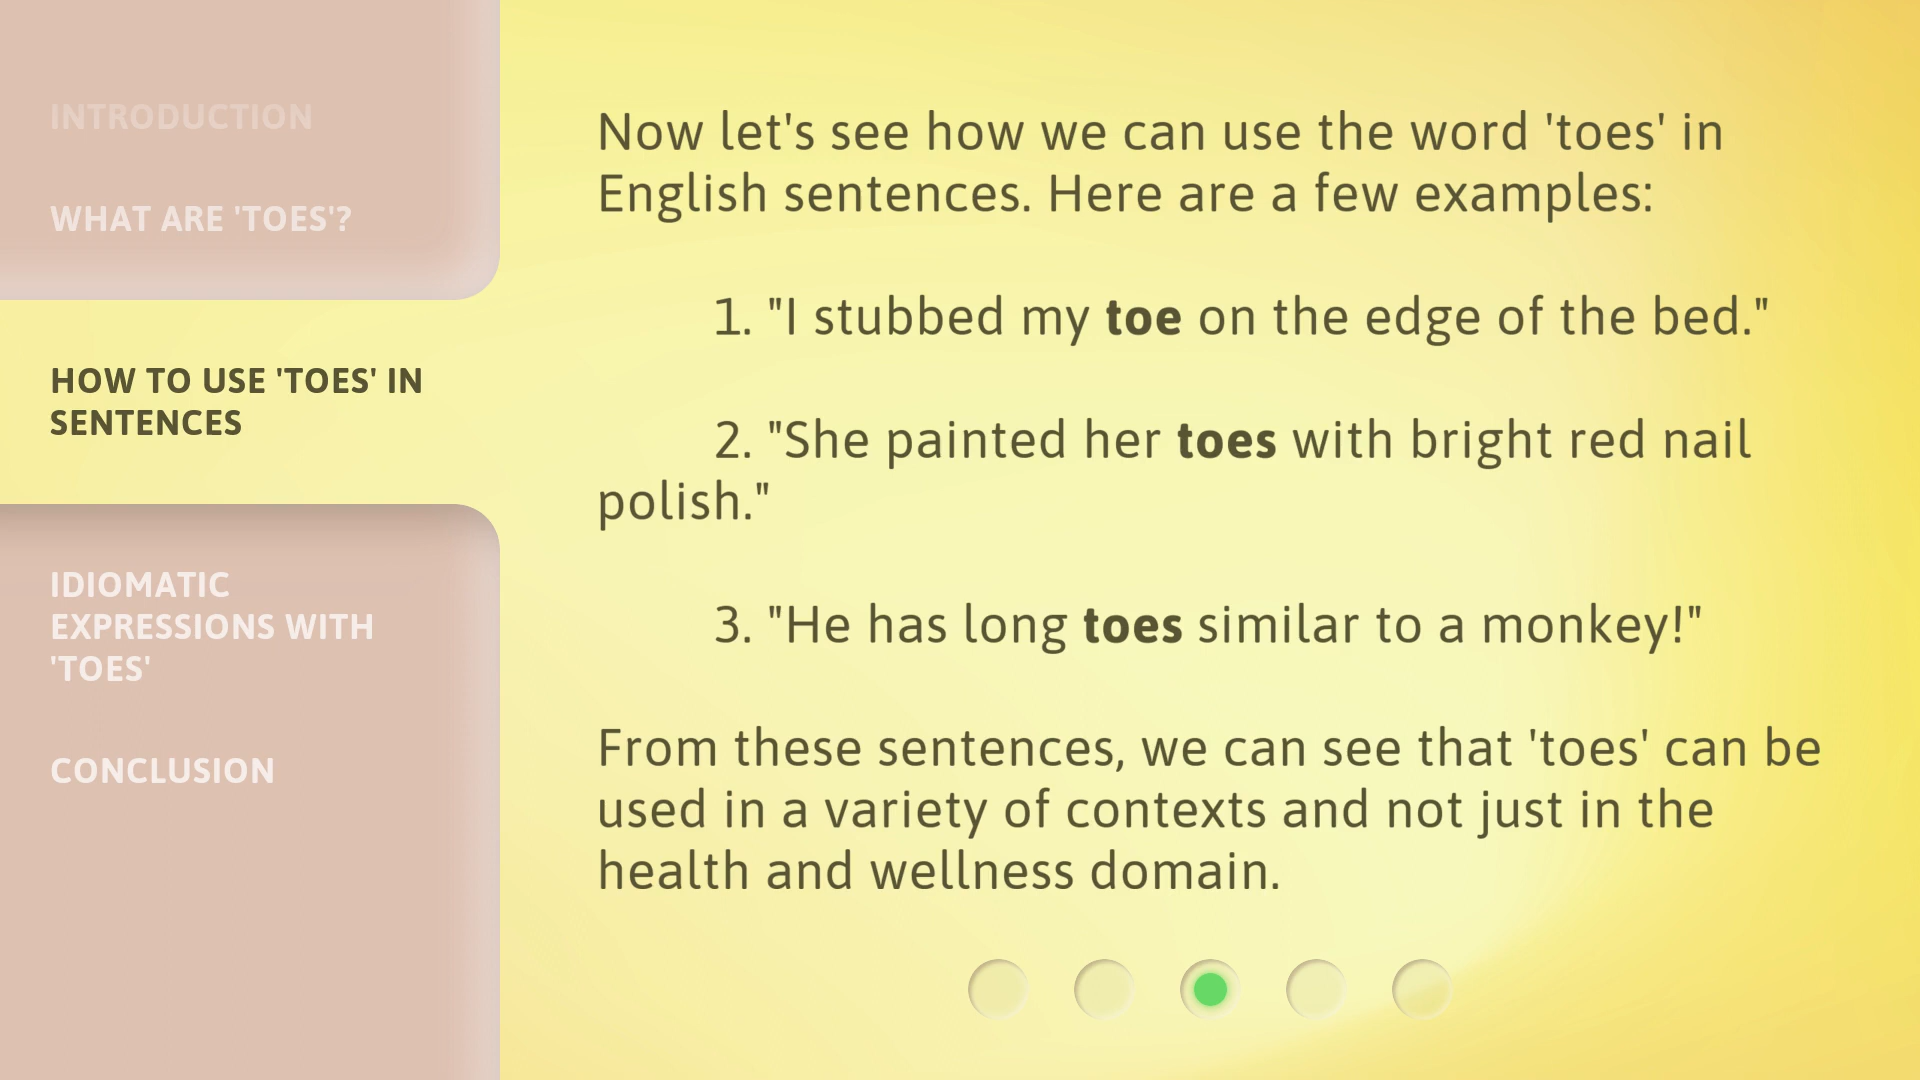 INTRODUCTION
WHAT ARE 'TOES'?
HOW TO USE 'TOES' IN
SENTENCES
IDIOMATIC
EXPRESSIONS WITH
'TOES'
CONCLUSION
Now let's see how we can use the word 'toes' in
English sentences. Here are a few examples:
1. "I stubbed my toe on the edge of the bed."
2. "She painted her toes with bright red nail
polish."
3. "He has long toes similar to a monkey!"
From these sentences, we can see that 'toes' can be
used in a variety of contexts and not just in the
health and wellness domain.